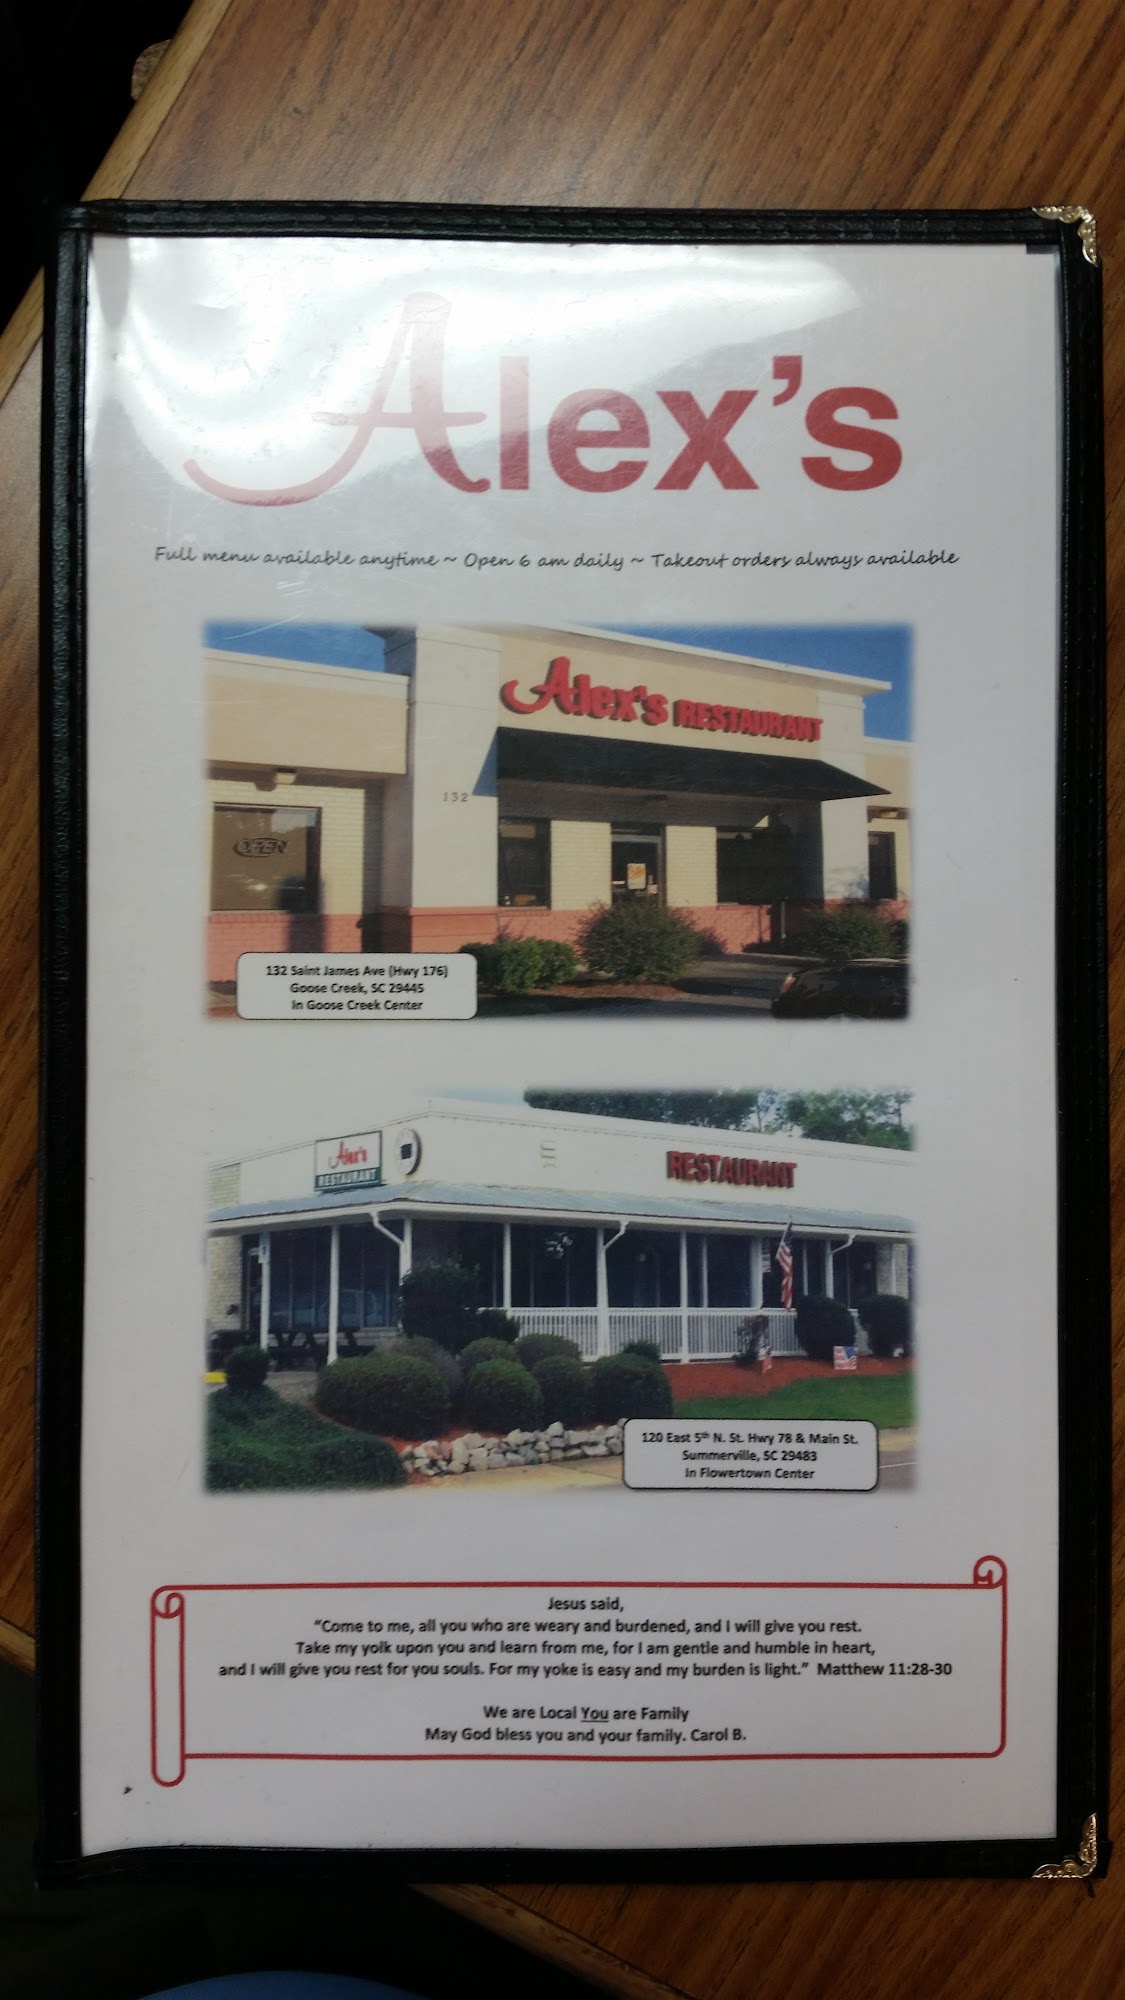 Alex's
Full menu available anytime ~ Open 6 am daily ~ Takeout orders always available
Alex's RESTAURANT
132
OPEN
132 Saint James Ave (Hwy 176)
Goose Creek, SC 29445
In Goose Creek Center
Alex's
RESTAURANT
RESTAURANT
120 East 5th N. St. Hwy 78 & Main St.
Summerville, SC 29483
In Flowertown Center
Jesus said,
"Come to me, all you who are weary and burdened, and I will give you rest.
Take my yolk upon you and learn from me, for I am gentle and humble in heart,
and I will give you rest for you souls. For my yoke is easy and my burden is light." Matthew 11:28-30
We are Local You are Family
May God bless you and your family. Carol B.